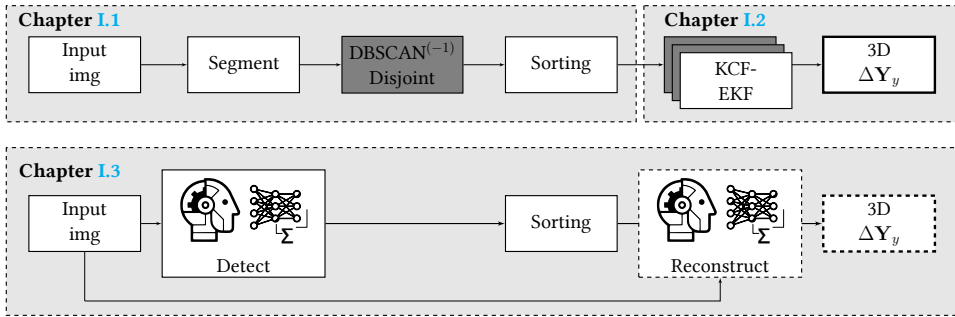 Chapter I.1
Input
img
Segment
DBSCAN⁽⁻¹⁾
Disjoint
Sorting
Chapter I.2
KCF-
EKF
3D
ΔY_y
Chapter I.3
Input
img
Σ
Detect
Sorting
Σ
Reconstruct
3D
ΔY_y